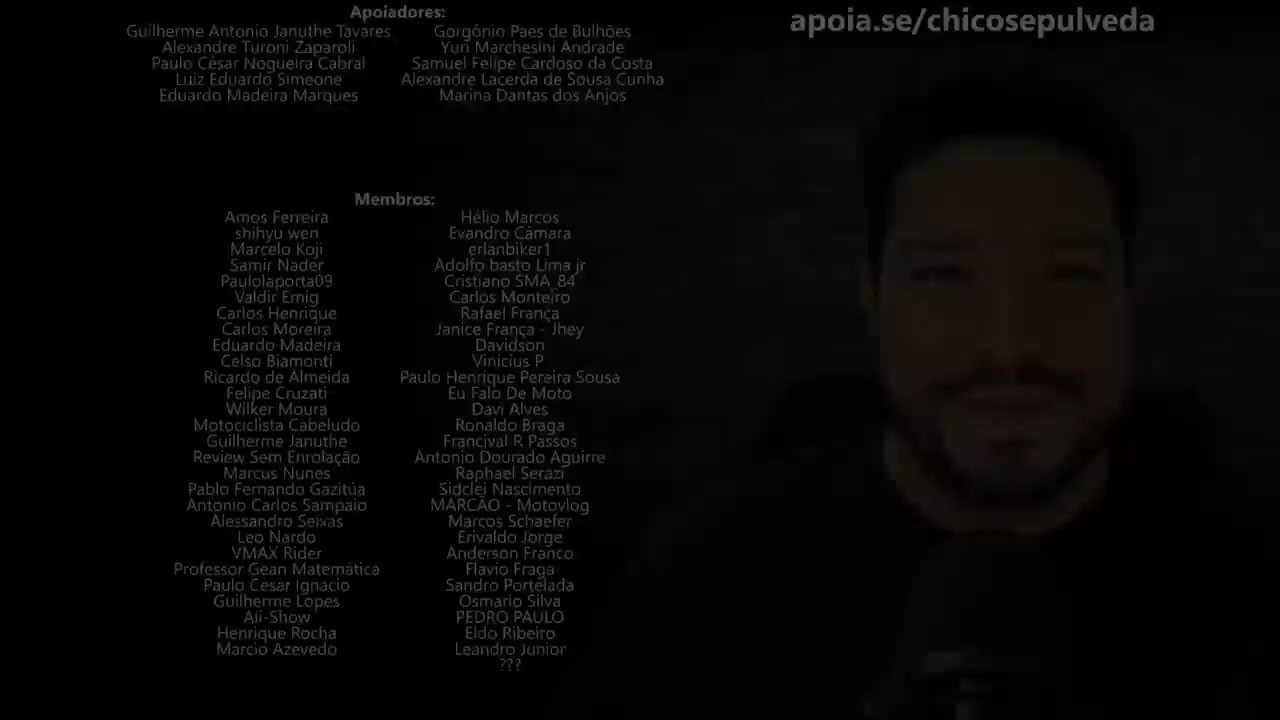 Apoiadores:
Guilherme Antonio Januthe Tavares
Alexandre Turoni Zaparoli
Paulo César Nogueira Cabral
Luiz Eduardo Simeone
Eduardo Madeira Marques
Gorgônio Paes de Bulhões
Yuri Marchesini Andrade
Samuel Felipe Cardoso da Costa
Alexandre Lacerda de Sousa Cunha
Marina Dantas dos Anjos
apoia.se/chicosepulveda
Membros:
Amos Ferreira
shihyu wen
Marcelo Koji
Samir Nader
Paulolaporta09
Valdir Emig
Carlos Henrique
Carlos Moreira
Eduardo Madeira
Celso Biamonti
Ricardo de Almeida
Felipe Cruzati
Wilker Moura
Motociclista Cabeludo
Guilherme Januthe
Review Sem Enrolação
Marcus Nunes
Pablo Fernando Gazitúa
Antonio Carlos Sampaio
Alessandro Seixas
Leo Nardo
VMAX Rider
Professor Gean Matemática
Paulo Cesar Ignacio
Guilherme Lopes
Ali-Show
Henrique Rocha
Marcio Azevedo
Hélio Marcos
Evandro Câmara
erlanbiker1
Adolfo basto Lima jr
Cristiano SMA_84
Carlos Monteiro
Rafael França
Janice França - Jhey
Davidson
Vinicius P
Paulo Henrique Pereira Sousa
Eu Falo De Moto
Davi Alves
Ronaldo Braga
Francival R Passos
Antonio Dourado Aguirre
Raphael Serazi
Sidclei Nascimento
MARCÃO - Motovlog
Marcos Schaefer
Erivaldo Jorge
Anderson Franco
Flavio Fraga
Sandro Portelada
Osmario Silva
PEDRO PAULO
Eldo Ribeiro
Leandro Junior
???